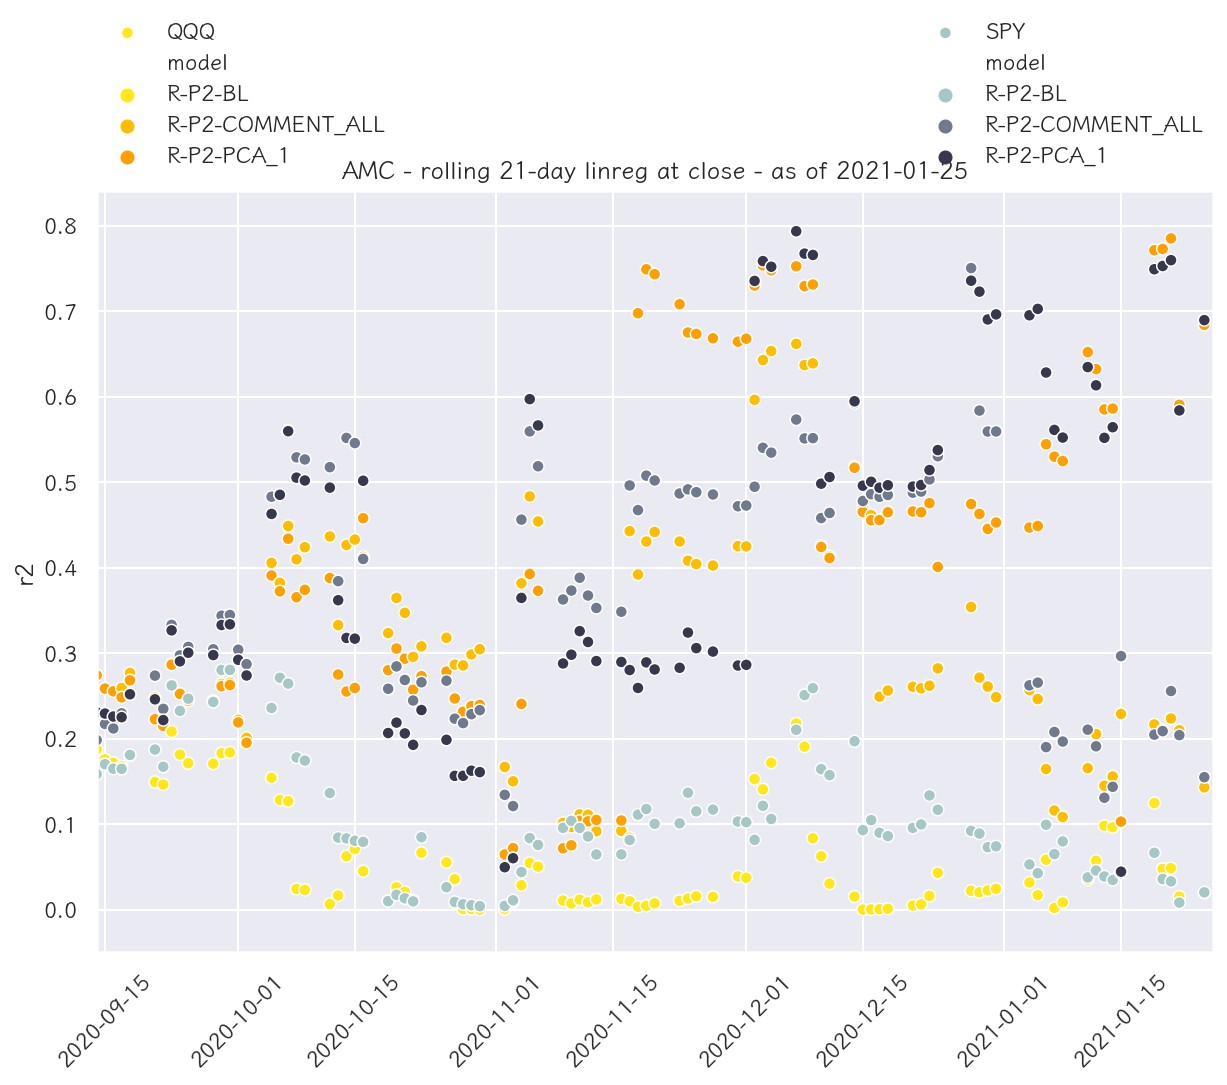 QQQ
model
R-P2-BL
R-P2-COMMENT_ALL
R-P2-PCA_1
SPY
model
R-P2-BL
R-P2-COMMENT_ALL
R-P2-PCA_1
AMC - rolling 21-day linreg at close - as of 2021-01-25
0.8
0.7
0.6
0.5
0.4
0.3
0.2
0.1
0.0
r2
2020-09-15
2020-10-01
2020-10-15
2020-11-01
2020-11-15
2020-12-01
2020-12-15
2021-01-01
2021-01-15